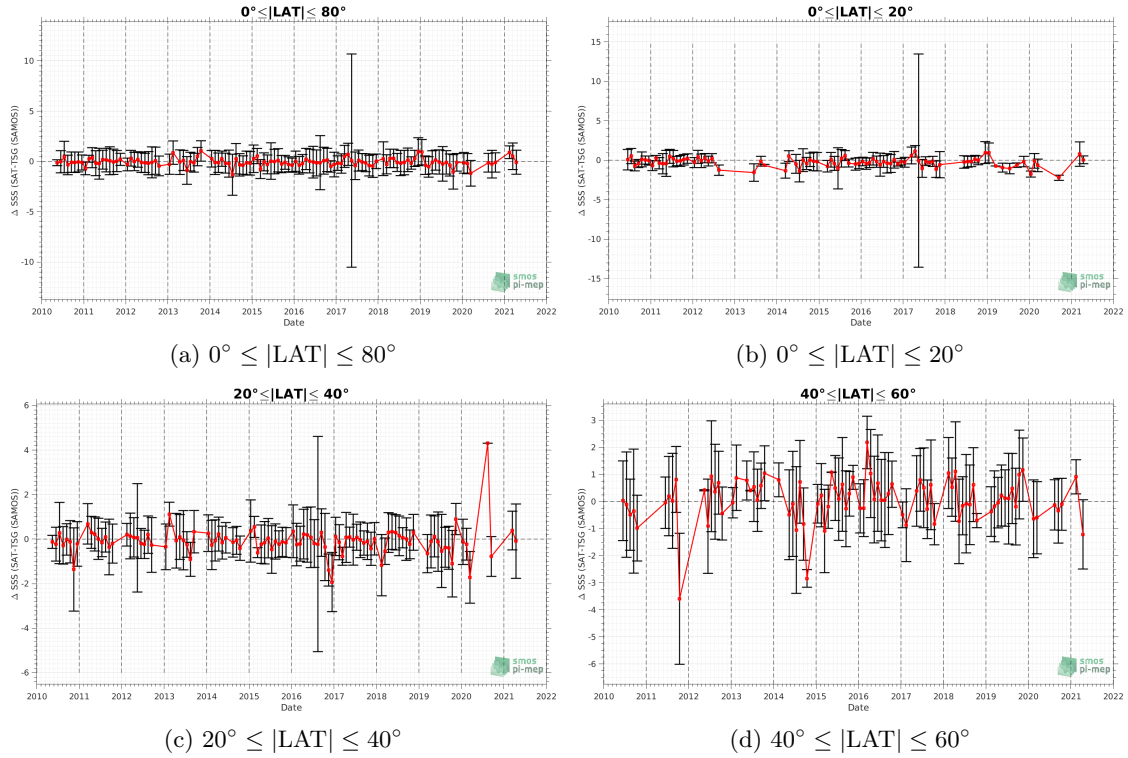 0°≤|LAT|≤ 80°
Δ SSS (SAT-TSG (SAMOS))
10
5
0
-5
-10
2010 2011 2012 2013 2014 2015 2016 2017 2018 2019 2020 2021 2022
Date
smos
pi-mep
(a) 0° ≤ |LAT| ≤ 80°
0°≤|LAT|≤ 20°
Δ SSS (SAT-TSG (SAMOS))
15
10
5
0
-5
-10
-15
2010 2011 2012 2013 2014 2015 2016 2017 2018 2019 2020 2021 2022
Date
smos
pi-mep
(b) 0° ≤ |LAT| ≤ 20°
20°≤|LAT|≤ 40°
Δ SSS (SAT-TSG (SAMOS))
6
4
2
0
-2
-4
-6
2010 2011 2012 2013 2014 2015 2016 2017 2018 2019 2020 2021 2022
Date
smos
pi-mep
(c) 20° ≤ |LAT| ≤ 40°
40°≤|LAT|≤ 60°
Δ SSS (SAT-TSG (SAMOS))
3
2
1
0
-1
-2
-3
-4
-5
-6
2010 2011 2012 2013 2014 2015 2016 2017 2018 2019 2020 2021 2022
Date
smos
pi-mep
(d) 40° ≤ |LAT| ≤ 60°